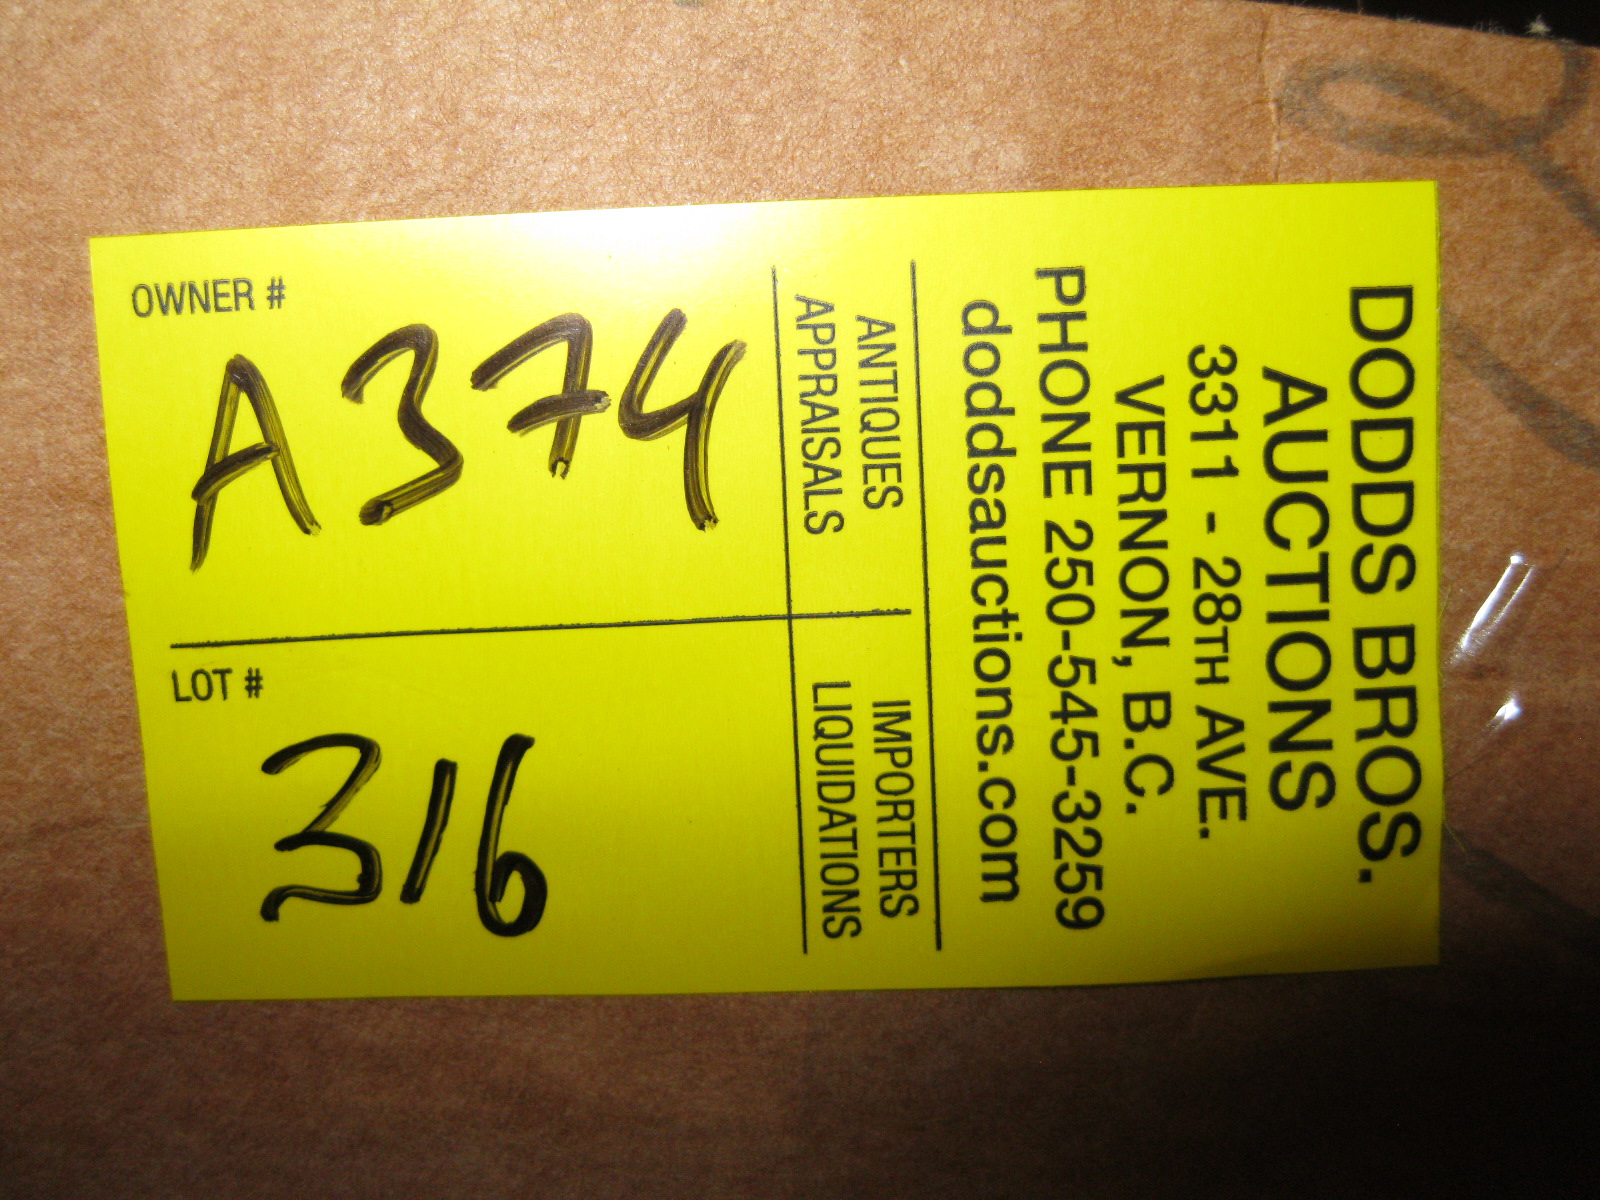 DODDS BROS.
AUCTIONS
3311 - 28TH AVE.
VERNON, B.C.
PHONE 250-545-3259
doddsauctions.com
ANTIQUES
APPRAISALS
IMPORTERS
LIQUIDATIONS
OWNER #
A374
LOT #
316